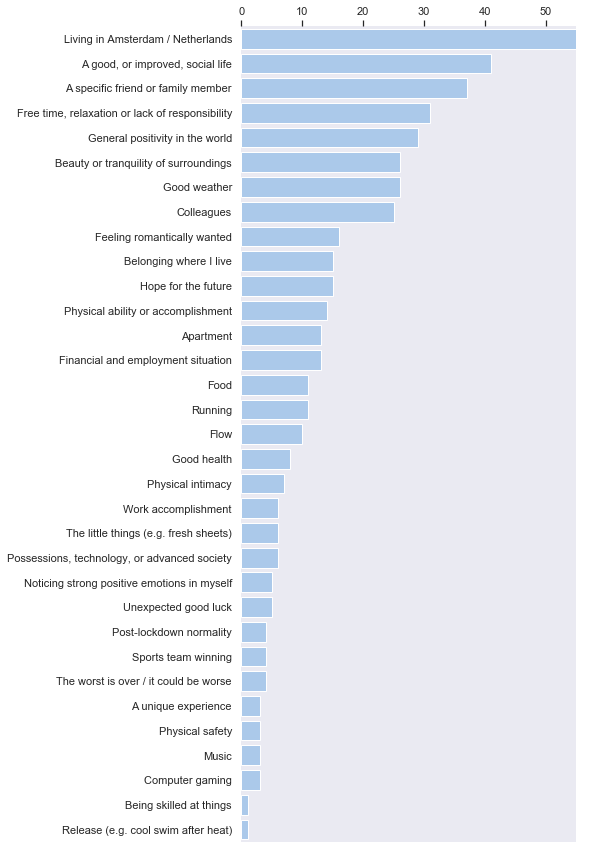 0 10 20 30 40 50
Living in Amsterdam / Netherlands
A good, or improved, social life
A specific friend or family member
Free time, relaxation or lack of responsibility
General positivity in the world
Beauty or tranquility of surroundings
Good weather
Colleagues
Feeling romantically wanted
Belonging where I live
Hope for the future
Physical ability or accomplishment
Apartment
Financial and employment situation
Food
Running
Flow
Good health
Physical intimacy
Work accomplishment
The little things (e.g. fresh sheets)
Possessions, technology, or advanced society
Noticing strong positive emotions in myself
Unexpected good luck
Post-lockdown normality
Sports team winning
The worst is over / it could be worse
A unique experience
Physical safety
Music
Computer gaming
Being skilled at things
Release (e.g. cool swim after heat)